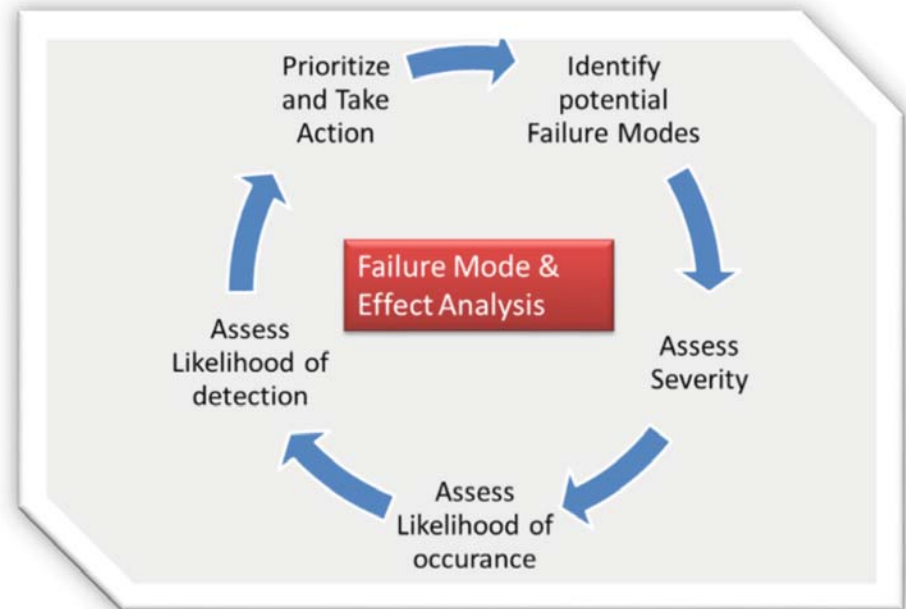 Prioritize
and Take
Action
Identify
potential
Failure Modes
Failure Mode &
Effect Analysis
Assess
Severity
Assess
Likelihood of
occurance
Assess
Likelihood of
detection